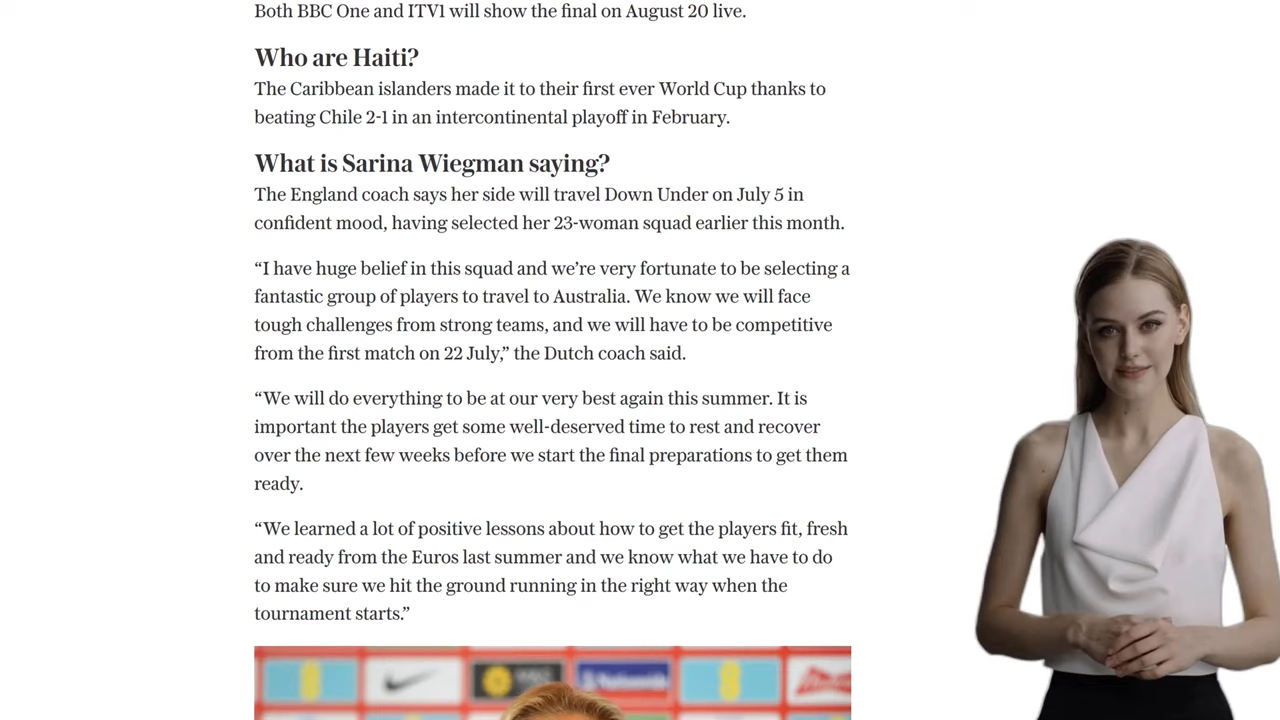 Both BBC One and ITV1 will show the final on August 20 live.
Who are Haiti?
The Caribbean islanders made it to their first ever World Cup thanks to
beating Chile 2-1 in an intercontinental playoff in February.
What is Sarina Wiegman saying?
The England coach says her side will travel Down Under on July 5 in
confident mood, having selected her 23-woman squad earlier this month.
“I have huge belief in this squad and we’re very fortunate to be selecting a
fantastic group of players to travel to Australia. We know we will face
tough challenges from strong teams, and we will have to be competitive
from the first match on 22 July,” the Dutch coach said.
“We will do everything to be at our very best again this summer. It is
important the players get some well-deserved time to rest and recover
over the next few weeks before we start the final preparations to get them
ready.
“We learned a lot of positive lessons about how to get the players fit, fresh
and ready from the Euros last summer and we know what we have to do
to make sure we hit the ground running in the right way when the
tournament starts.”
Nationwide